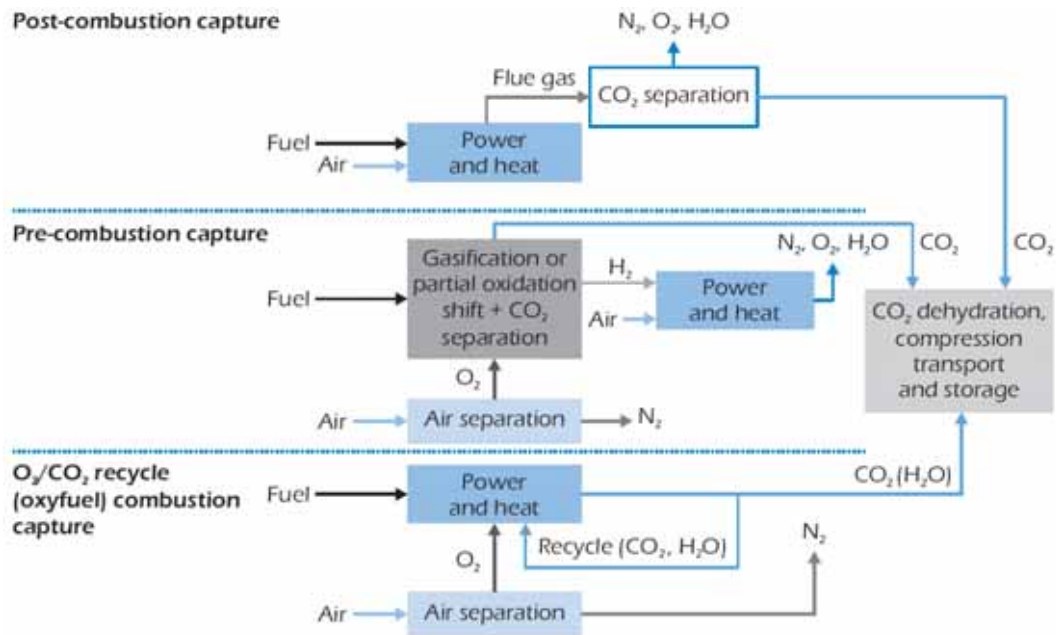 Post-combustion capture
N₂, O₂, H₂O
Flue gas
CO₂ separation
Fuel
Air
Power
and heat
Pre-combustion capture
N₂, O₂, H₂O
CO₂
CO₂
Gasification or
partial oxidation
shift + CO₂
separation
H₂
Fuel
Air
Power
and heat
CO₂ dehydration,
compression
transport
and storage
O₂
Air
Air separation
N₂
O₂/CO₂ recycle
(oxyfuel) combustion
capture
Fuel
Power
and heat
CO₂ (H₂O)
Recycle (CO₂, H₂O)
N₂
O₂
Air
Air separation